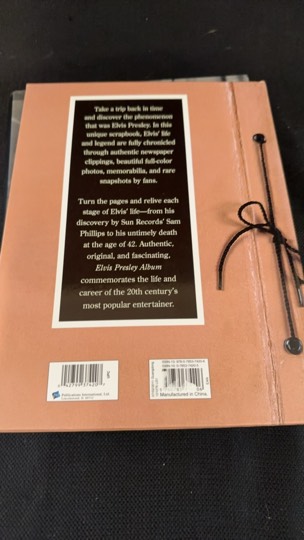 Take a trip back in time
and discover the phenomenon
that was Elvis Presley. In this
unique scrapbook, Elvis' life
and legend are fully chronicled
through authentic newspaper
clippings, beautiful full-color
photos, memorabilia, and rare
snapshots by fans.
Turn the pages and relive each
stage of Elvis' life—from his
discovery by Sun Records' Sam
Phillips to his untimely death
at the age of 42. Authentic,
original, and fascinating,
Elvis Presley Album
commemorates the life and
career of the 20th century's
most popular entertainer.
Publications International, Ltd.
Manufactured in China.